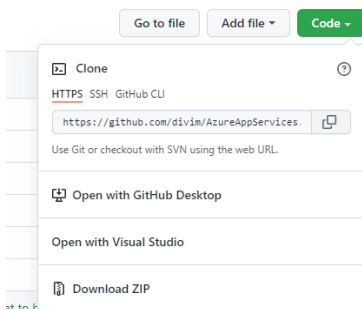 Go to file
Add file
Code
Clone
HTTPS SSH GitHub CLI
https://github.com/divim/AzureAppServices.
Use Git or checkout with SVN using the web URL.
Open with GitHub Desktop
Open with Visual Studio
Download ZIP